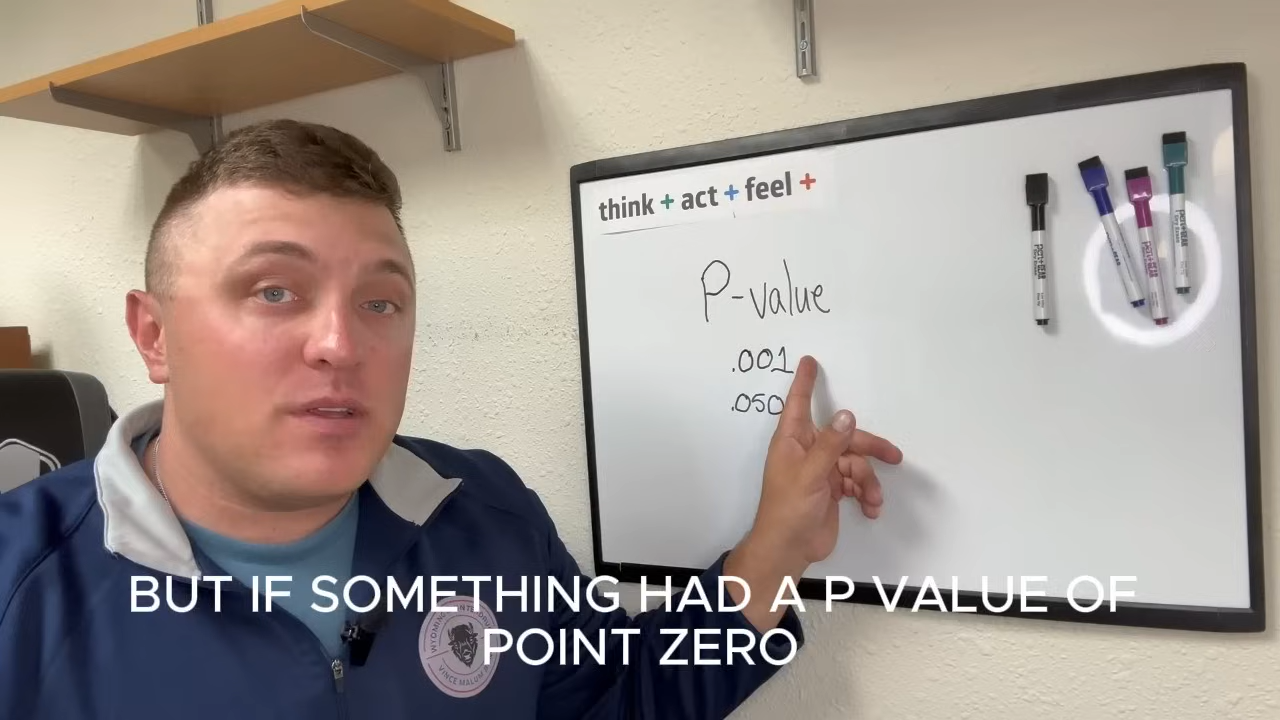 think + act + feel +
P-value
.001
.050
BUT IF SOMETHING HAD A P VALUE OF
POINT ZERO